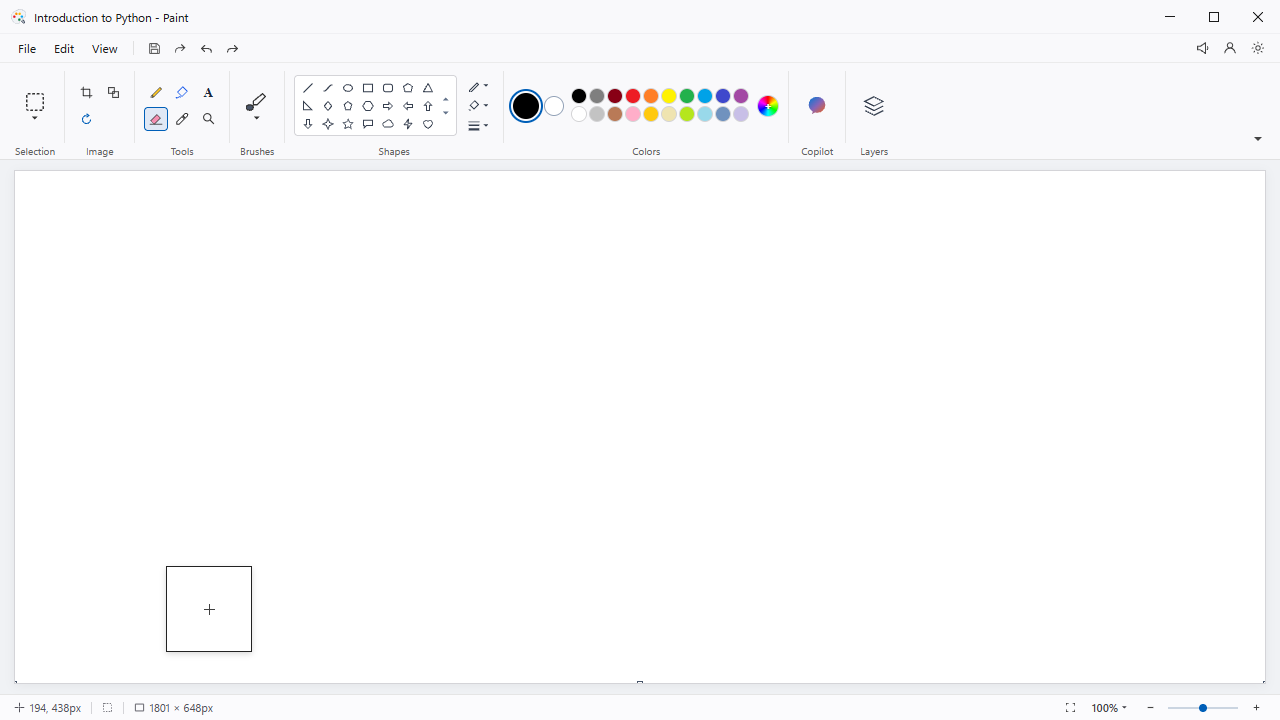 Introduction to Python - Paint
File Edit View
Selection Image Tools Brushes Shapes Colors Copilot Layers
194, 438px 1801 × 648px 100%